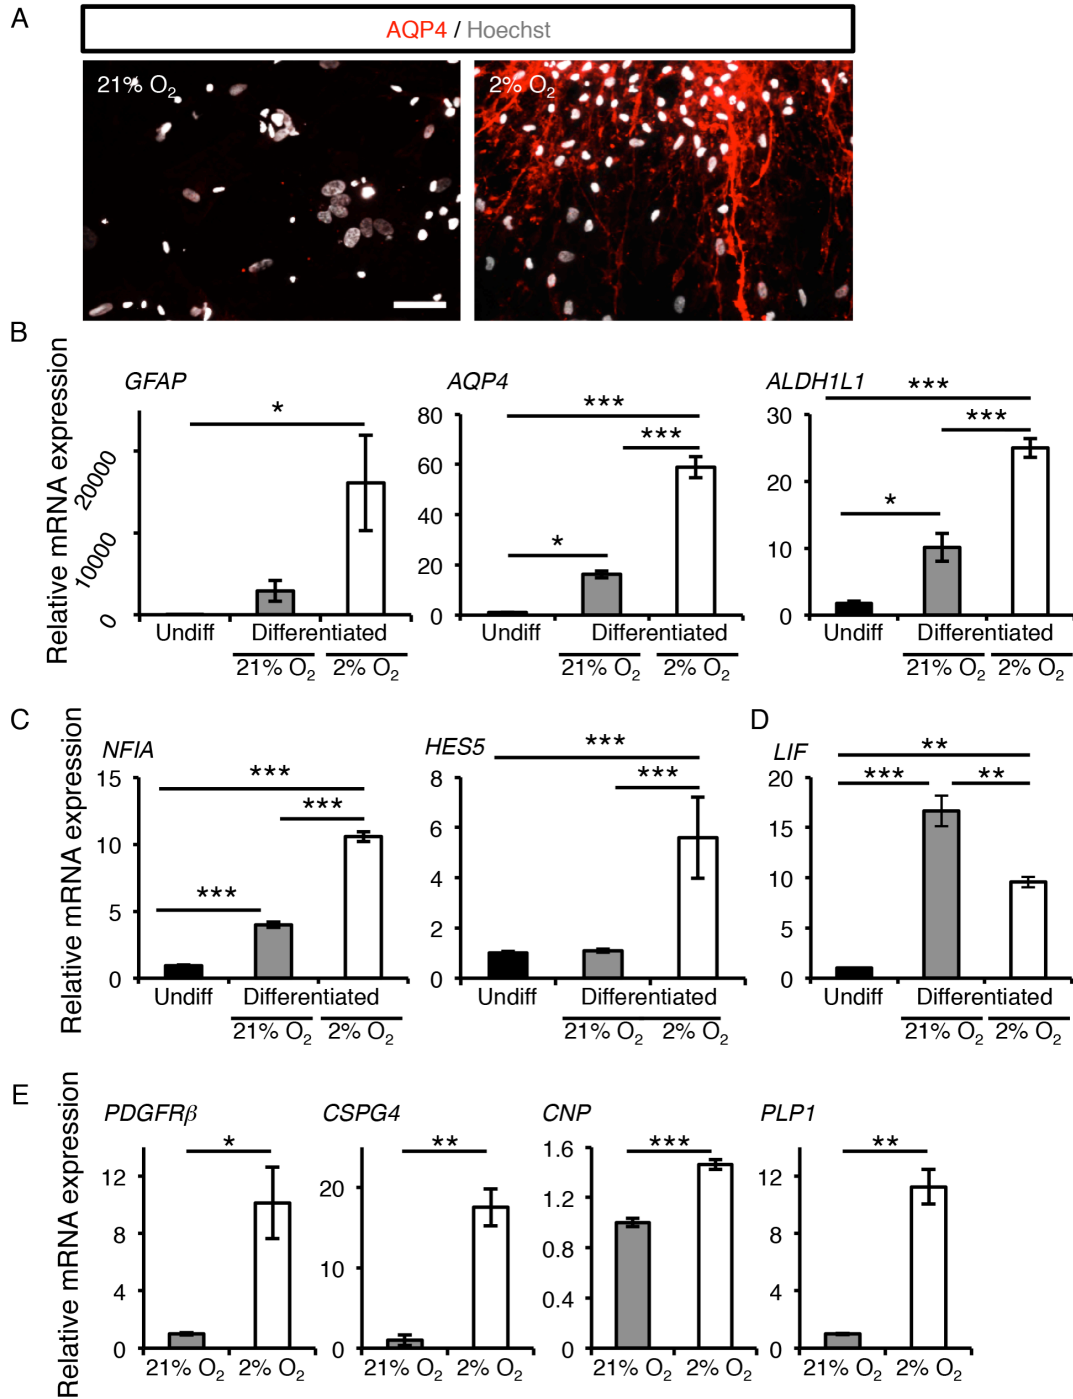 A
AQP4 / Hoechst
21% O₂
2% O₂
B
Relative mRNA expression
GFAP
20000
10000
0
*
Undiff Differentiated
21% O₂ 2% O₂
AQP4
80
60
40
20
0
***
***
*
Undiff Differentiated
21% O₂ 2% O₂
ALDH1L1
30
20
10
0
***
***
*
Undiff Differentiated
21% O₂ 2% O₂
C
Relative mRNA expression
NFIA
15
10
5
0
***
***
***
Undiff Differentiated
21% O₂ 2% O₂
HES5
8
6
4
2
0
***
***
Undiff Differentiated
21% O₂ 2% O₂
D
LIF
20
15
10
5
0
**
*** **
Undiff Differentiated
21% O₂ 2% O₂
E
Relative mRNA expression
PDGFRβ
12
8
4
0
*
21% O₂ 2% O₂
CSPG4
20
10
0
**
21% O₂ 2% O₂
CNP
1.6
1.2
0.8
0.4
0
***
21% O₂ 2% O₂
PLP1
12
8
4
0
**
21% O₂ 2% O₂